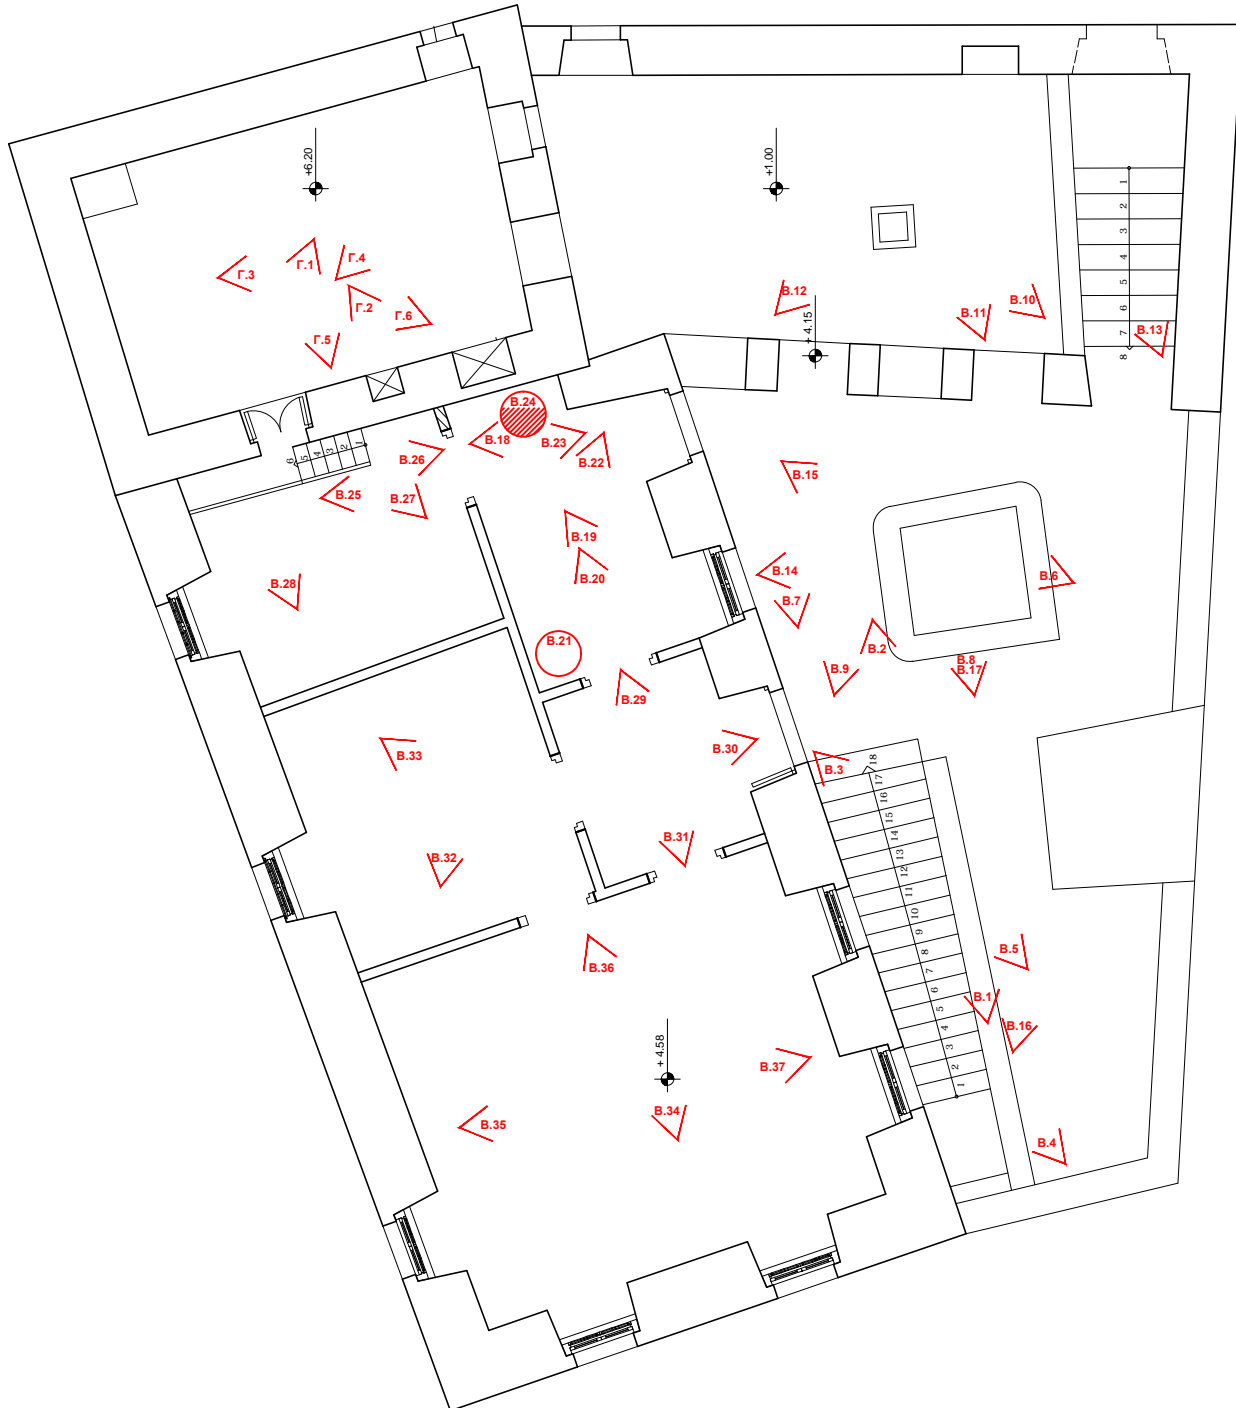 +6.20
+1.00
1
2
3
4
5
6
7
8
Г.3
Г.1
Г.4
Г.2
Г.6
Г.5
B.12
+ 4.15
B.11
B.10
B.13
B.24
B.18
B.23
B.22
B.26
6
5
4
3
2
1
B.25
B.27
B.15
B.19
B.20
B.28
B.14
B.7
B.6
B.21
B.2
B.9
B.8
B.17
B.29
B.33
B.30
B.3
18
17
16
15
14
13
12
11
10
9
8
7
6
5
4
3
2
1
B.31
B.32
B.36
B.5
B.1
B.16
+ 4.58
B.37
B.35
B.34
B.4